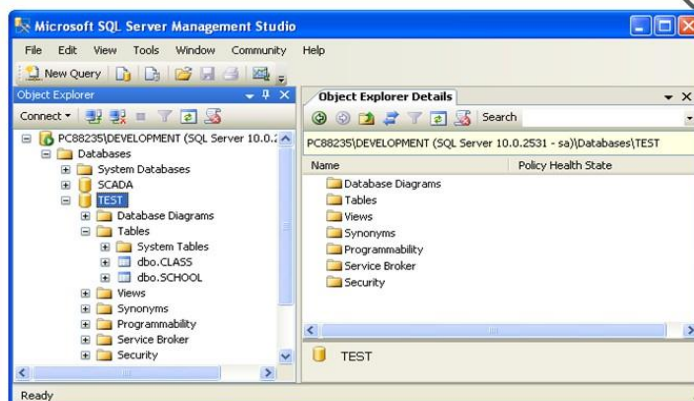 Microsoft SQL Server Management Studio
File Edit View Tools Window Community Help
New Query
Object Explorer
Connect
PC88235\DEVELOPMENT (SQL Server 10.0.2
Databases
System Databases
SCADA
TEST
Database Diagrams
Tables
System Tables
dbo.CLASS
dbo.SCHOOL
Views
Synonyms
Programmability
Service Broker
Security
Object Explorer Details
Search
PC88235\DEVELOPMENT (SQL Server 10.0.2531 - sa)\Databases\TEST
Name Policy Health State
Database Diagrams
Tables
Views
Synonyms
Programmability
Service Broker
Security
TEST
Ready